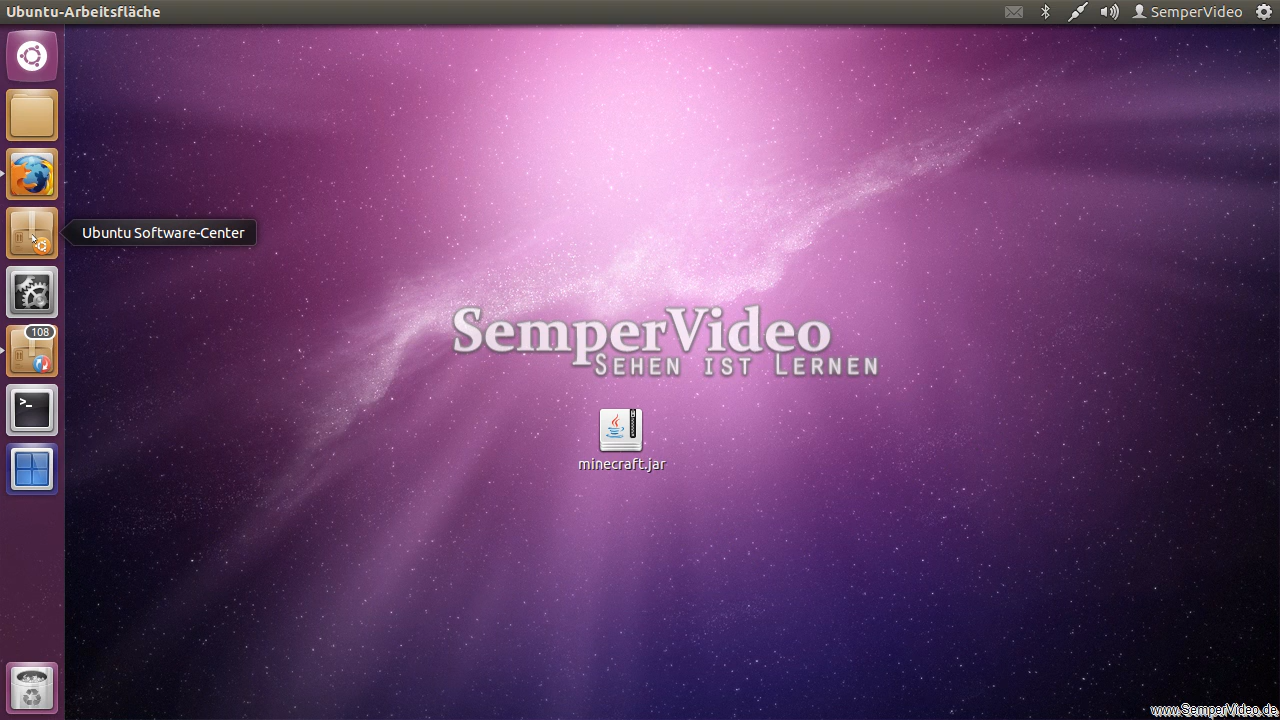 Ubuntu-Arbeitsfläche
SemperVideo
Ubuntu Software-Center
108
>_
SemperVideo
SEHEN IST LERNEN
minecraft.jar
www.SemperVideo.de